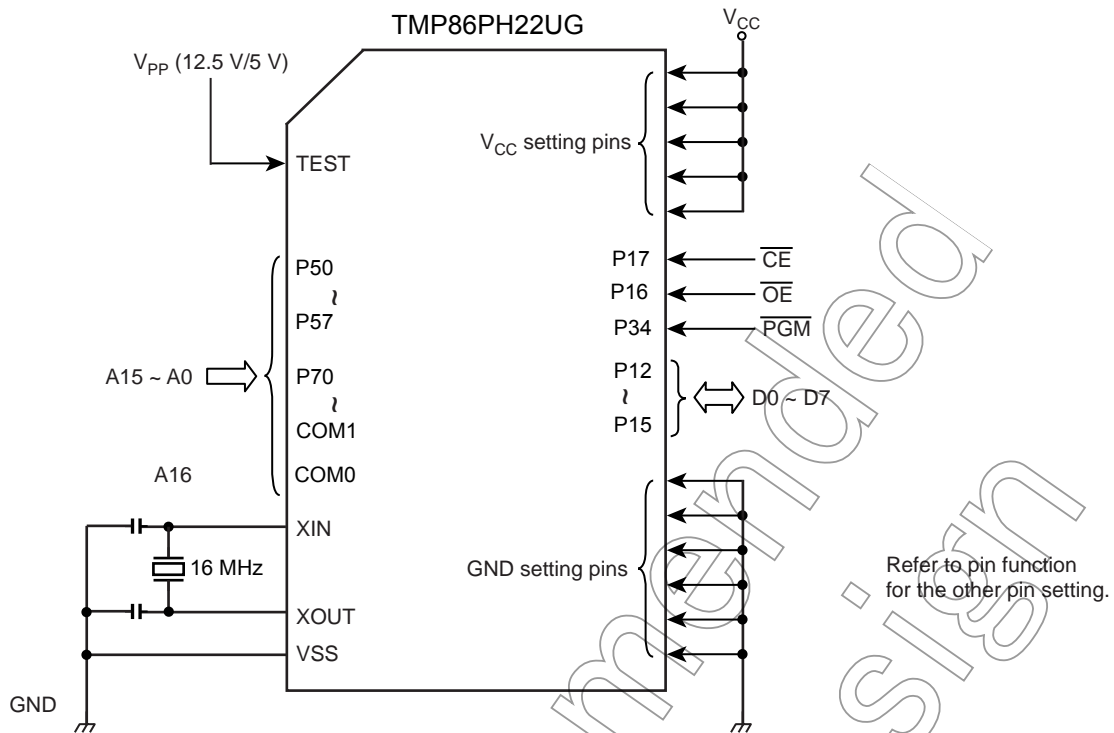 TMP86PH22UG
VCC
VPP (12.5 V/5 V)
VCC setting pins
TEST
P50
~
P57
A15 ~ A0
P70
~
COM1
A16
COM0
XIN
16 MHz
XOUT
VSS
GND
P17
CE
P16
OE
P34
PGM
P12
~
P15
D0 ~ D7
GND setting pins
Refer to pin function
for the other pin setting.
mended
sign